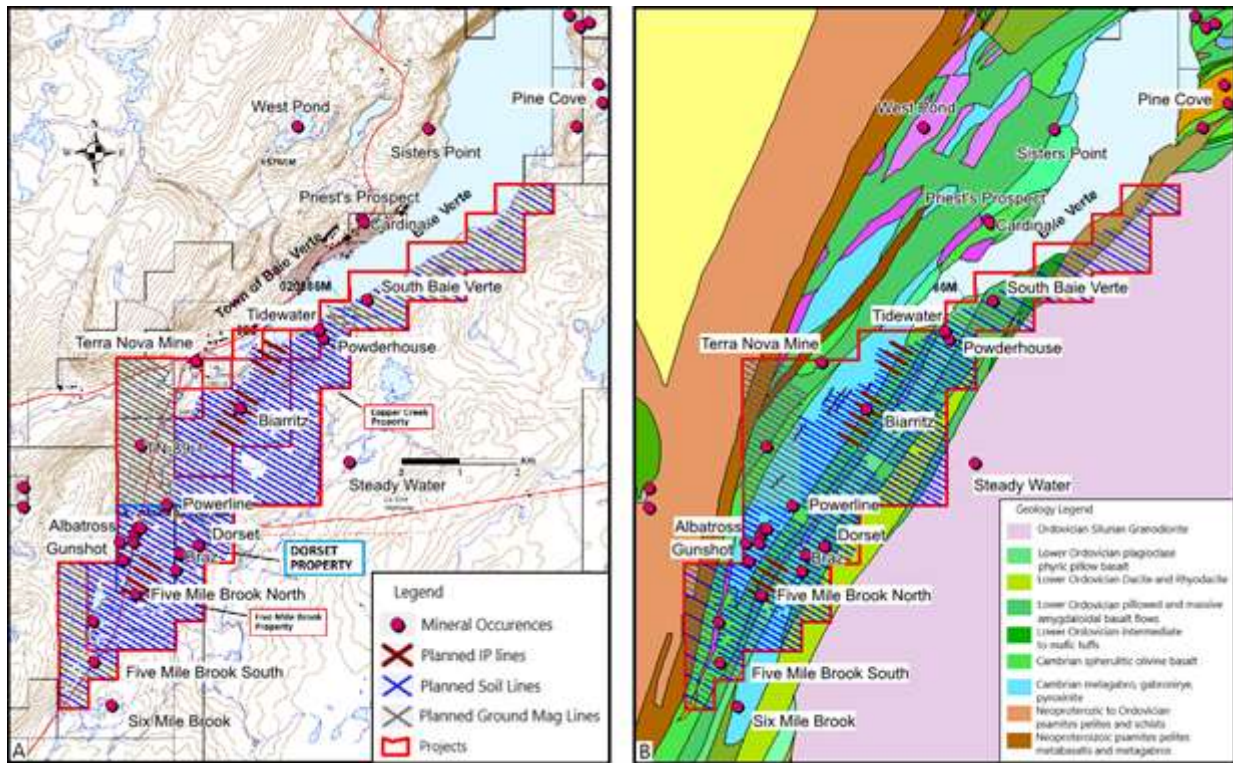 West Pond
Pine Cove
Sisters Point
Priest's Prospect
Cardinal
Baie Verte
Town of Baie Verte
South Baie Verte
Tidewater
Terra Nova Mine
Powderhouse
Copper Creek
Property
Biarritz
Steady Water
Powerline
Albatross
Gunshot
Dorset
Braz
DORSET
PROPERTY
Five Mile Brook North
Five Mile Brook
Property
Five Mile Brook South
Six Mile Brook
Legend
Mineral Occurences
Planned IP lines
Planned Soil Lines
Planned Ground Mag Lines
Projects
A
West Pond
Pine Cove
Sisters Point
Priest's Prospect
Cardinal
Baie Verte
South Baie Verte
Tidewater
Terra Nova Mine
Powderhouse
Biarritz
Steady Water
Powerline
Albatross
Gunshot
Dorset
Braz
Five Mile Brook North
Five Mile Brook South
Six Mile Brook
Geology Legend
Ordovician Silurian Granodiorite
Lower Ordovician plagioclase
phyric pillow basalt
Lower Ordovician Dacite and Rhyodacite
Lower Ordovician pillowed and massive
amygdaloidal basalt flows
Lower Ordovician intermediate
to mafic tuffs
Cambrian spherulitic olivine basalt
Cambrian metagabro,
pyroxinite
Neoproterozic to Ordovician
psamites pelites and schists
psamites pelites
metabasalts and metagabros
B